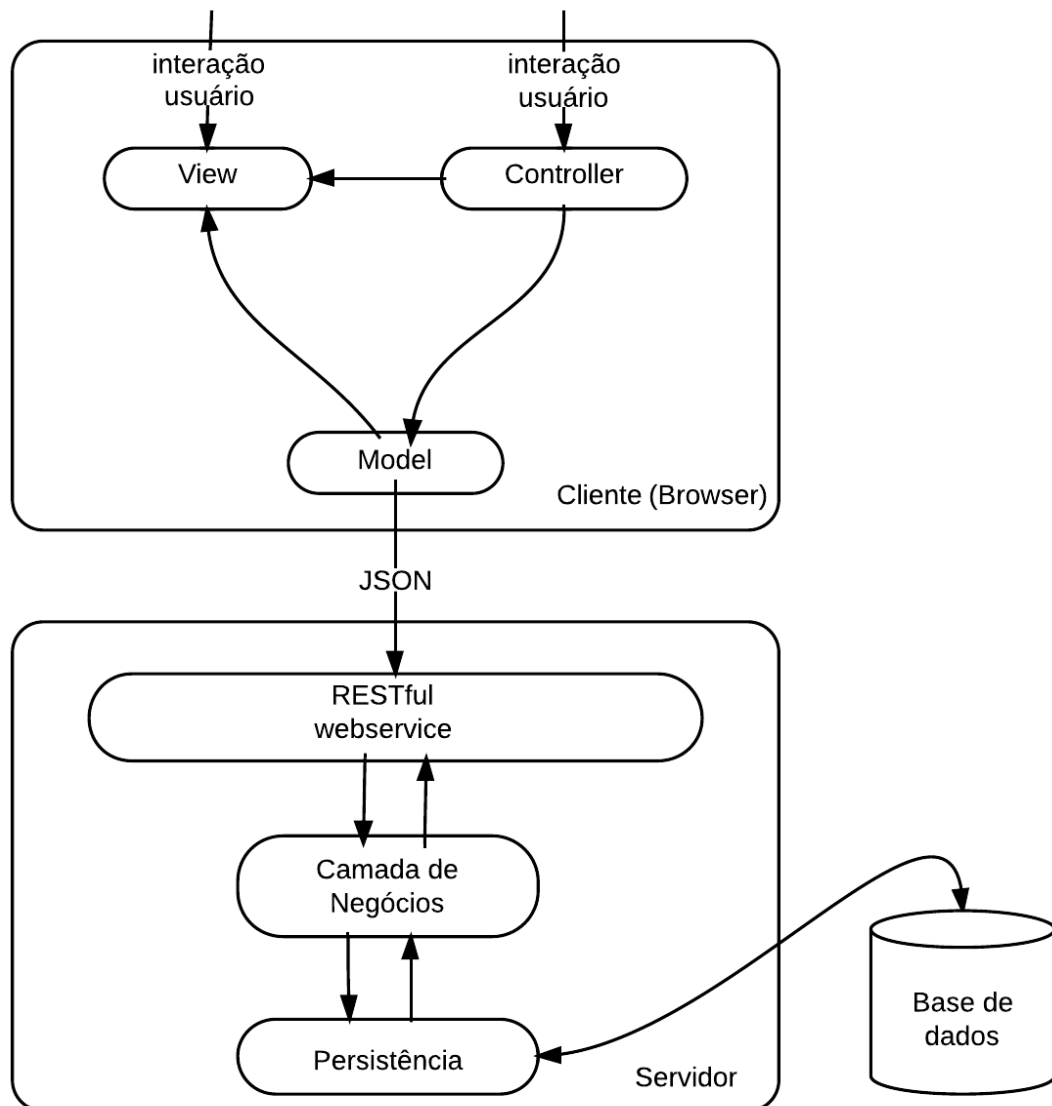 interação
usuário
interação
usuário
View
Controller
Model
Cliente (Browser)
JSON
RESTful
webservice
Camada de
Negócios
Base de
dados
Persistência
Servidor